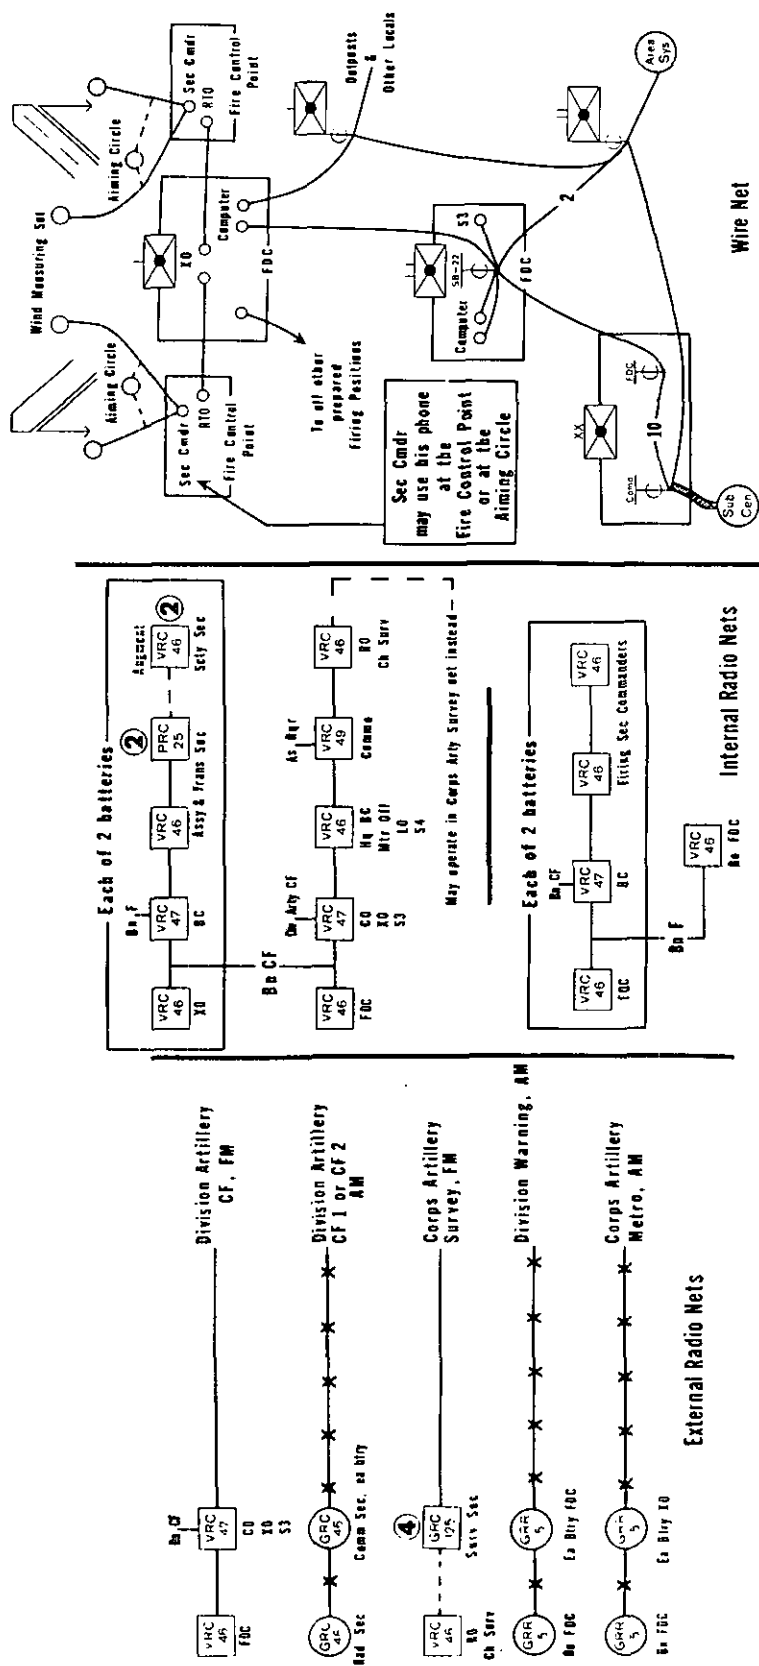 External Radio Nets
Bn CF
VRC
46
FDC
VRC
47
CO
XO
S3
Division Artillery
CF, FM
GRC
46
Rad Sec
GRC
46
Comm Sec, ea btry
Division Artillery
CF 1 or CF 2
AM
VRC
46
RO
Ch Surv
4
GRC
125
Surv Sec
Corps Artillery
Survey, FM
GRR
5
Bn FDC
GRR
5
Ea Btry FDC
Division Warning, AM
GRR
5
Bn FDC
GRR
5
Ea Btry XO
Corps Artillery
Metro, AM
Internal Radio Nets
Each of 2 batteries
VRC
46
XO
Bn F
VRC
47
BC
VRC
46
Assy & Trans Sec
2
PRC
25
Augment
VRC
46
Scty Sec
2
Bn CF
VRC
46
FDC
Div Arty CF
VRC
47
CO
XO
S3
VRC
46
Hq BC
Mtr Off
LO
S4
As Rqr
VRC
49
Commo
VRC
46
RO
Ch Surv
May operate in Corps Arty Survey net instead
Each of 2 batteries
VRC
46
FDC
Bn CF
VRC
47
BC
VRC
46
VRC
46
Firing Sec Commanders
Bn F
VRC
46
Bn FDC
Wire Net
Wind Measuring Set
Aiming Circle
Sec Cmdr
RTO
Fire Control
Point
Aiming Circle
Sec Cmdr
RTO
Fire Control
Point
XO
Computer
FDC
To all other
prepared
Firing Positions
Outposts
&
Other Locals
Sec Cmdr
may use his phone
at the
Fire Control Point
or at the
Aiming Circle
SB-22
Computer
S3
FDC
2
Area
Sys
XX
Comd
FDC
10
Sub
Cen